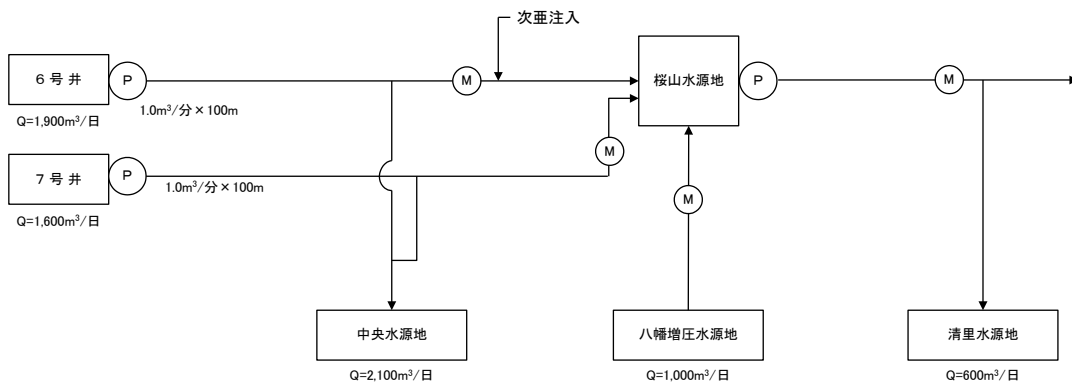 次亜注入
6 号 井
P
M
桜山水源地
P
M
1.0m³/分×100m
Q=1,900m³/日
M
7 号 井
P
1.0m³/分×100m
Q=1,600m³/日
M
中央水源地
八幡増圧水源地
清里水源地
Q=2,100m³/日
Q=1,000m³/日
Q=600m³/日